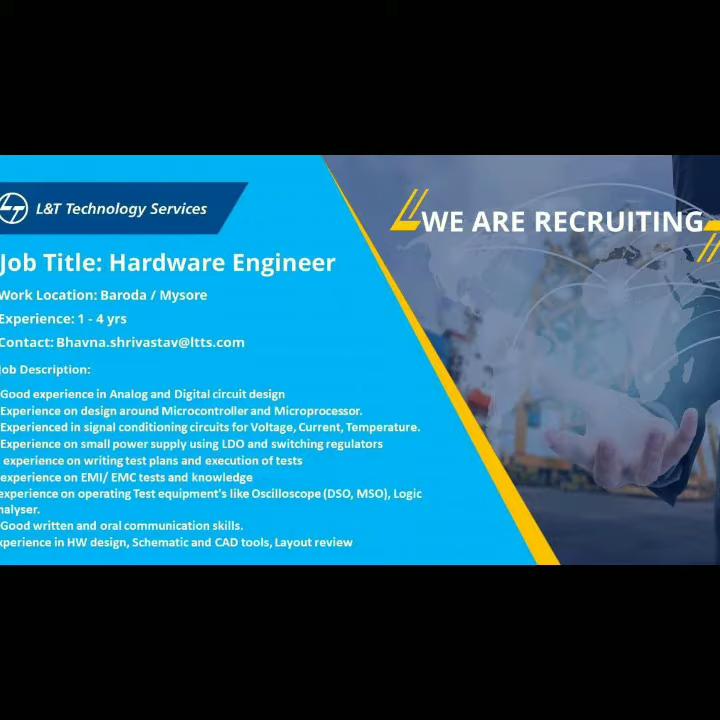 L&T Technology Services
WE ARE RECRUITING
Job Title: Hardware Engineer
Work Location: Baroda / Mysore
Experience: 1 - 4 yrs
Contact: Bhavna.shrivastav@ltts.com
Job Description:
Good experience in Analog and Digital circuit design
Experience on design around Microcontroller and Microprocessor.
Experienced in signal conditioning circuits for Voltage, Current, Temperature.
Experience on small power supply using LDO and switching regulators
experience on writing test plans and execution of tests
experience on EMI/ EMC tests and knowledge
experience on operating Test equipment's like Oscilloscope (DSO, MSO), Logic
nalyser.
Good written and oral communication skills.
xperience in HW design, Schematic and CAD tools, Layout review